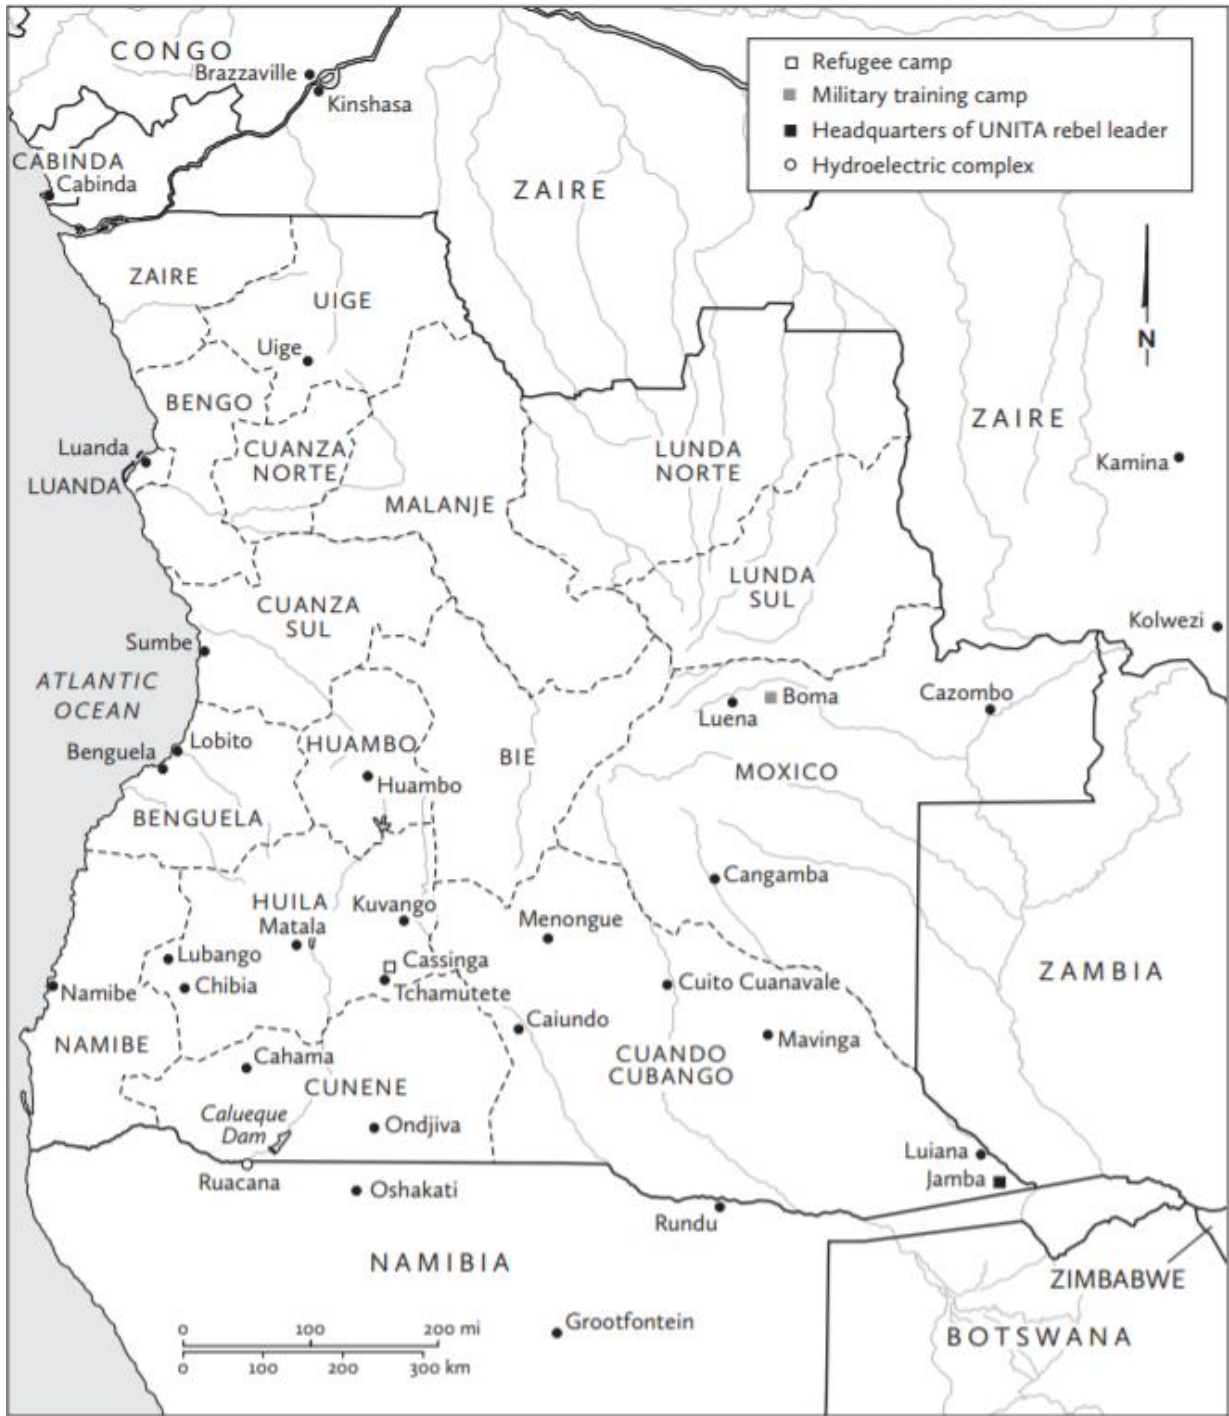 CONGO
Brazzaville
Kinshasa
Refugee camp
Military training camp
Headquarters of UNITA rebel leader
Hydroelectric complex
CABINDA
Cabinda
ZAIRE
ZAIRE
UIGE
N
Uige
BENGO
ZAIRE
Luanda
CUANZA
NORTE
LUNDA
NORTE
Kamina
LUANDA
MALANJE
LUNDA
SUL
CUANZA
SUL
Kolwezi
Sumbe
ATLANTIC
OCEAN
Boma
Cazombo
Luena
Lobito
HUAMBO
Benguela
BIE
MOXICO
Huambo
BENGUELA
Cangamba
HUILA
Kuvango
Matala
Menongue
Lubango
Cassinga
ZAMBIA
Namibe
Chibia
Tchamutete
Cuito Cuanavale
Caiundo
NAMIBE
Mavinga
Cahama
CUANDO
CUBANGO
CUNENE
Calueque
Dam
Ondjiva
Luiana
Ruacana
Jamba
Oshakati
Rundu
NAMIBIA
ZIMBABWE
Grootfontein
BOTSWANA
0 100 200 mi
0 100 200 300 km